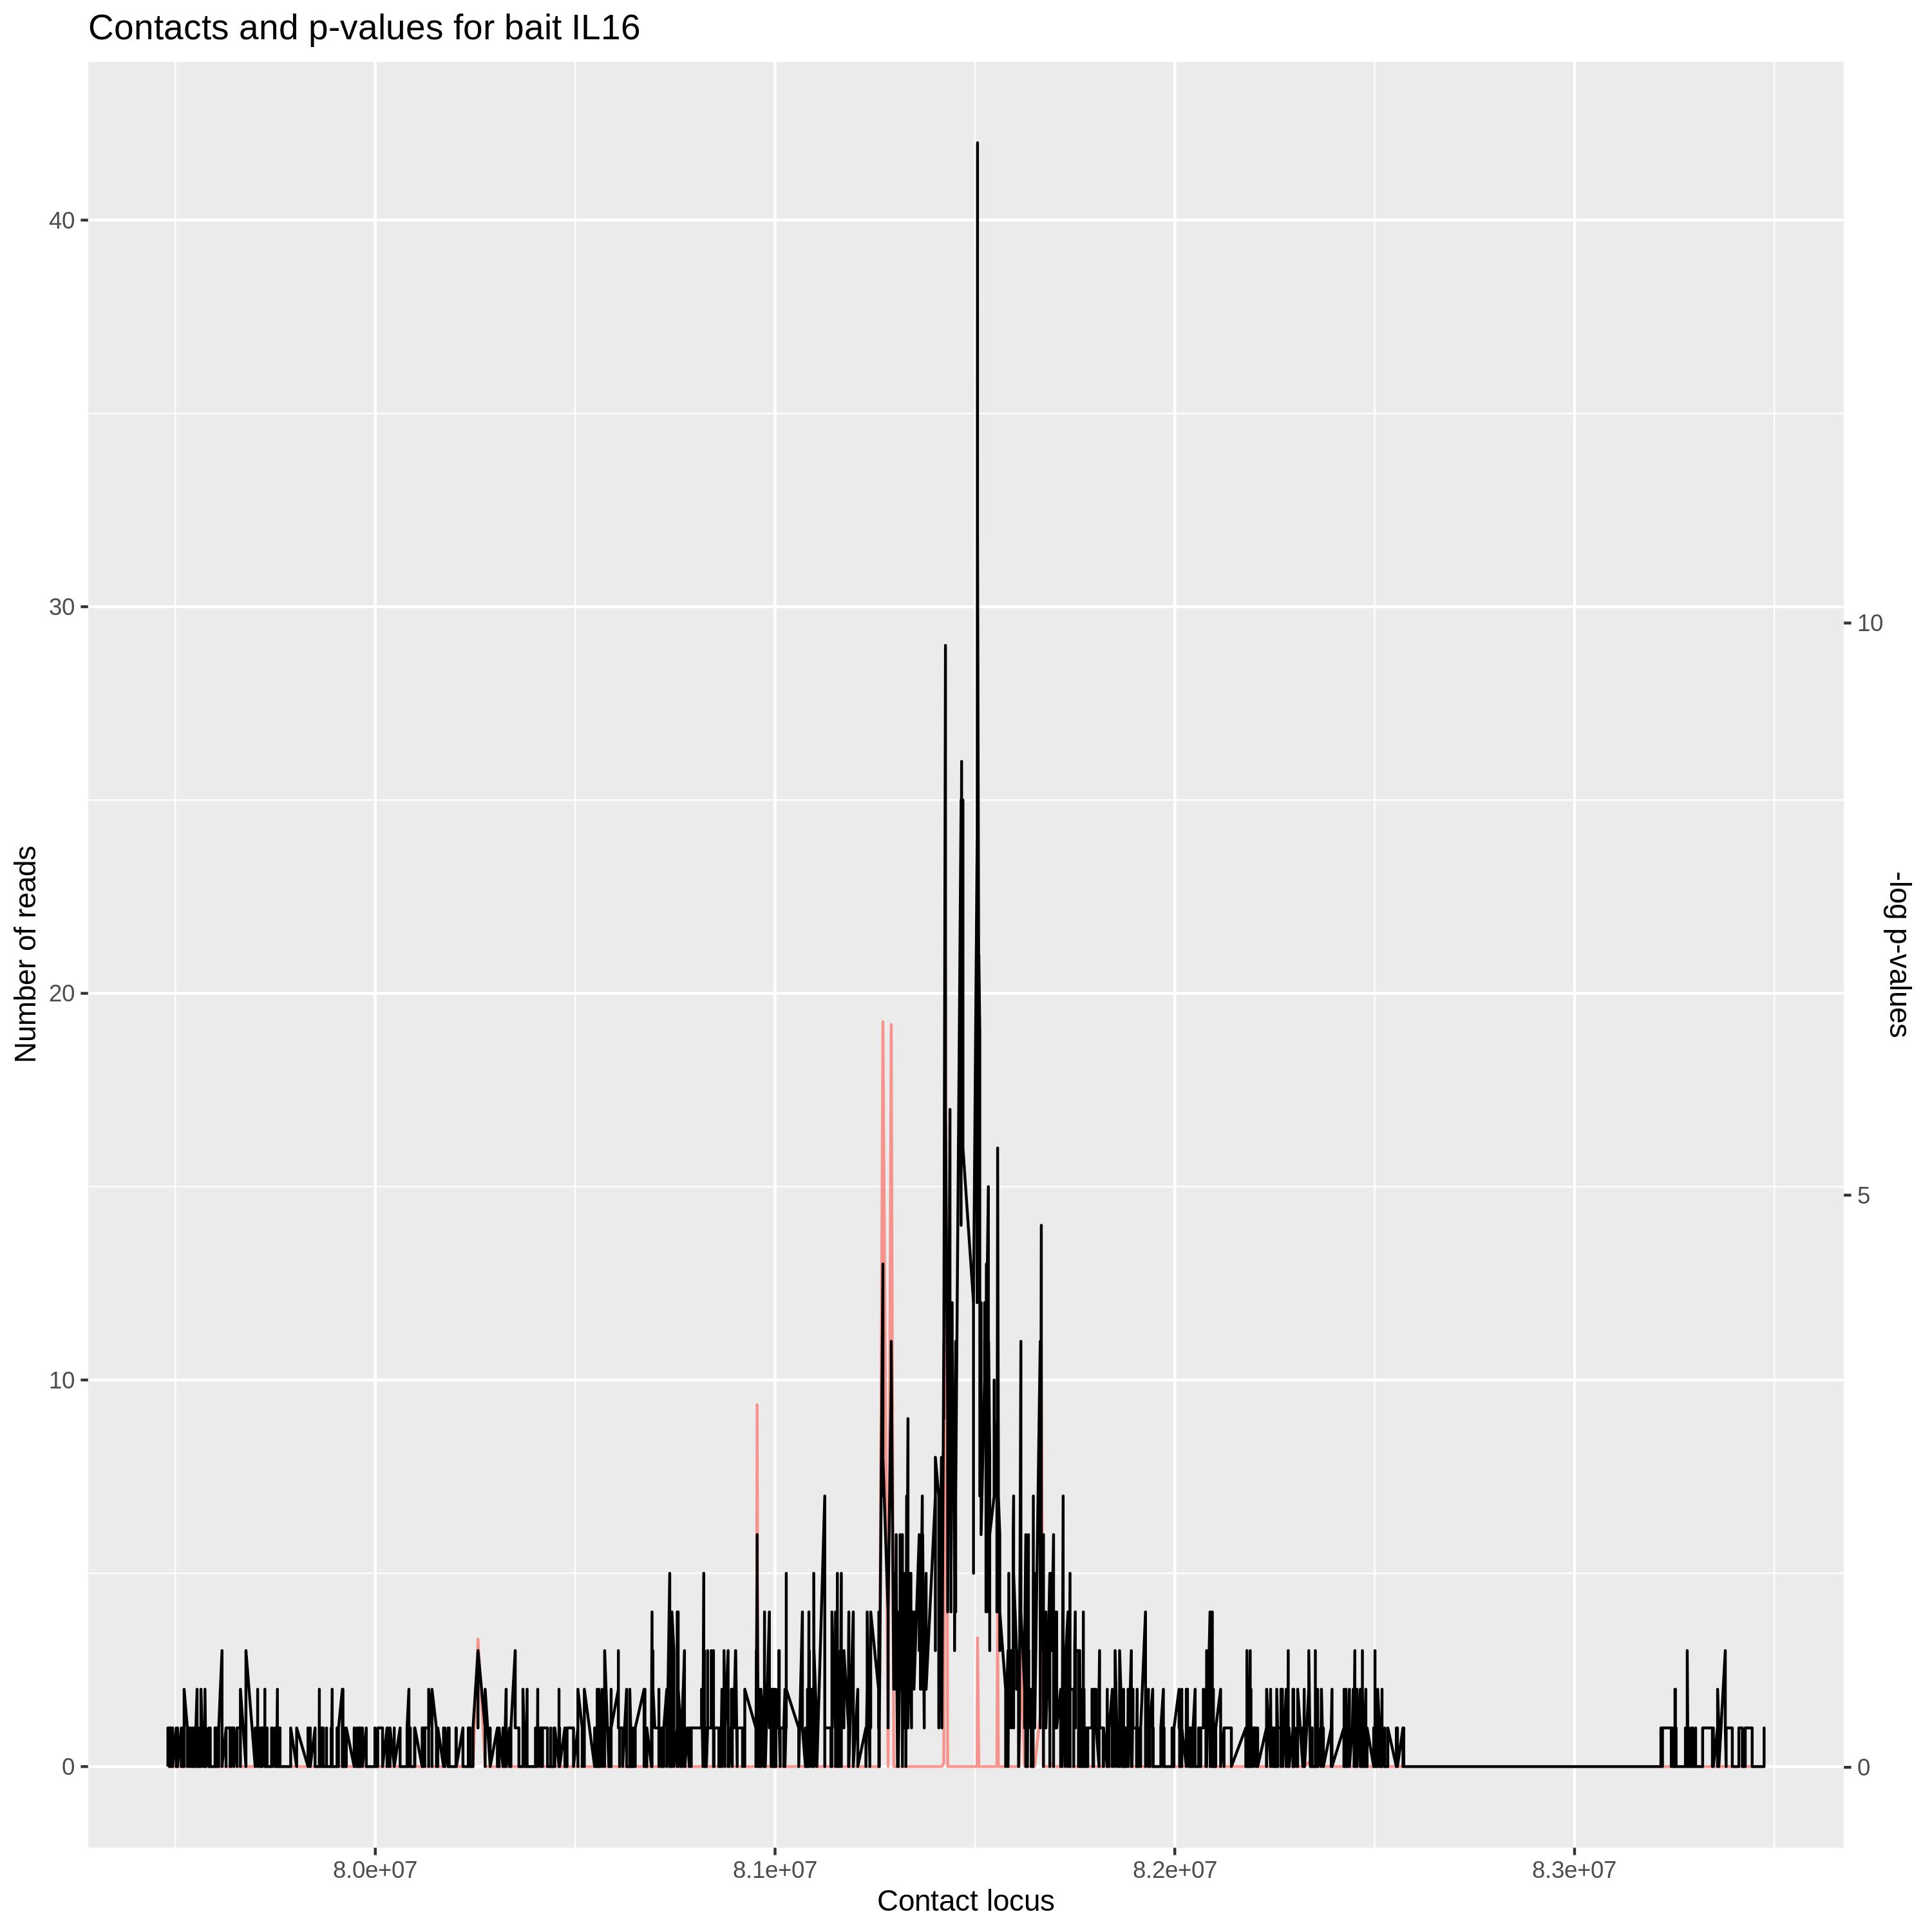 Contacts and p-values for bait IL16
40
30
20
10
0
Number of reads
10
5
0
-log p-values
8.0e+07 8.1e+07 8.2e+07 8.3e+07
Contact locus